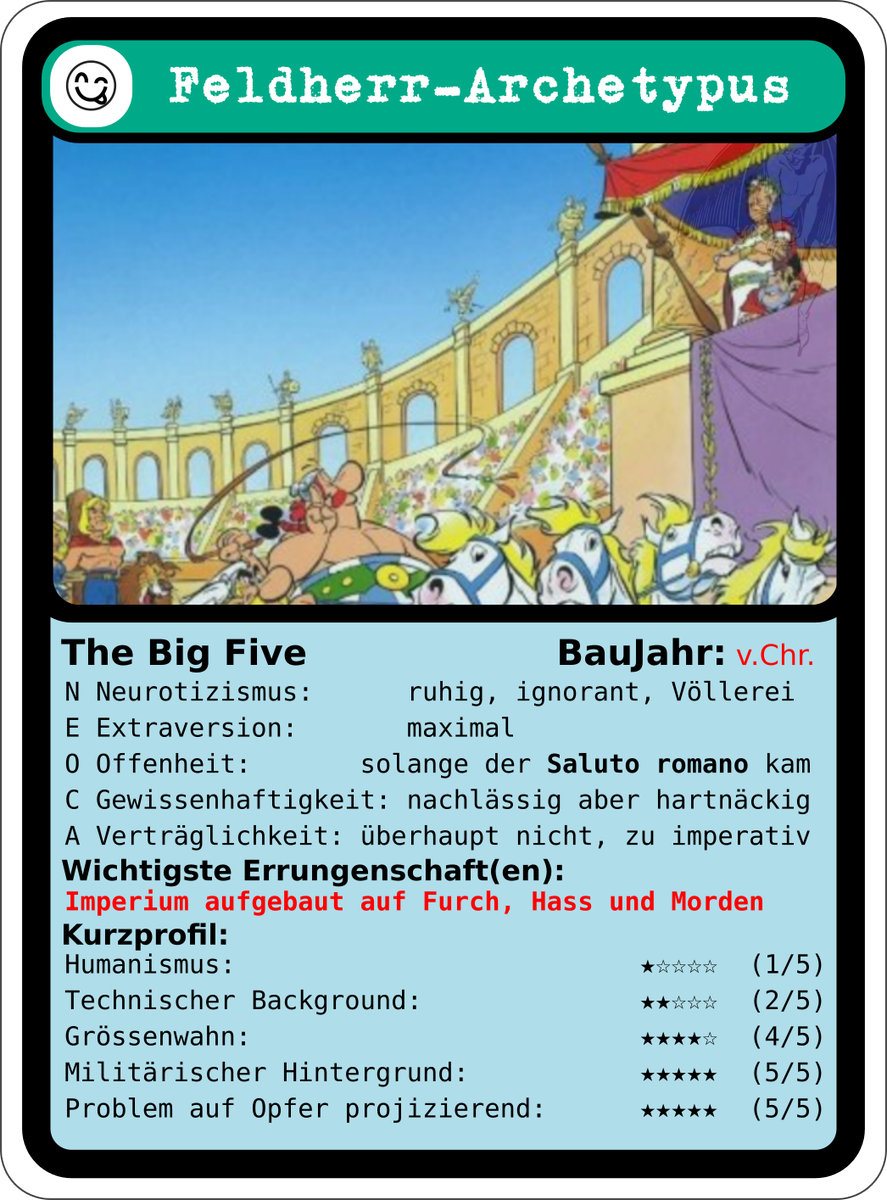 Feldherr-Archetypus
The Big Five BauJahr: v.Chr.
N Neurotizismus: ruhig, ignorant, Völlerei
E Extraversion: maximal
O Offenheit: solange der Saluto romano kam
C Gewissenhaftigkeit: nachlässig aber hartnäckig
A Verträglichkeit: überhaupt nicht, zu imperativ
Wichtigste Errungenschaft(en):
Imperium aufgebaut auf Furch, Hass und Morden
Kurzprofil:
Humanismus: ★☆☆☆☆ (1/5)
Technischer Background: ★★☆☆☆ (2/5)
Grössenwahn: ★★★★☆ (4/5)
Militärischer Hintergrund: ★★★★★ (5/5)
Problem auf Opfer projizierend: ★★★★★ (5/5)